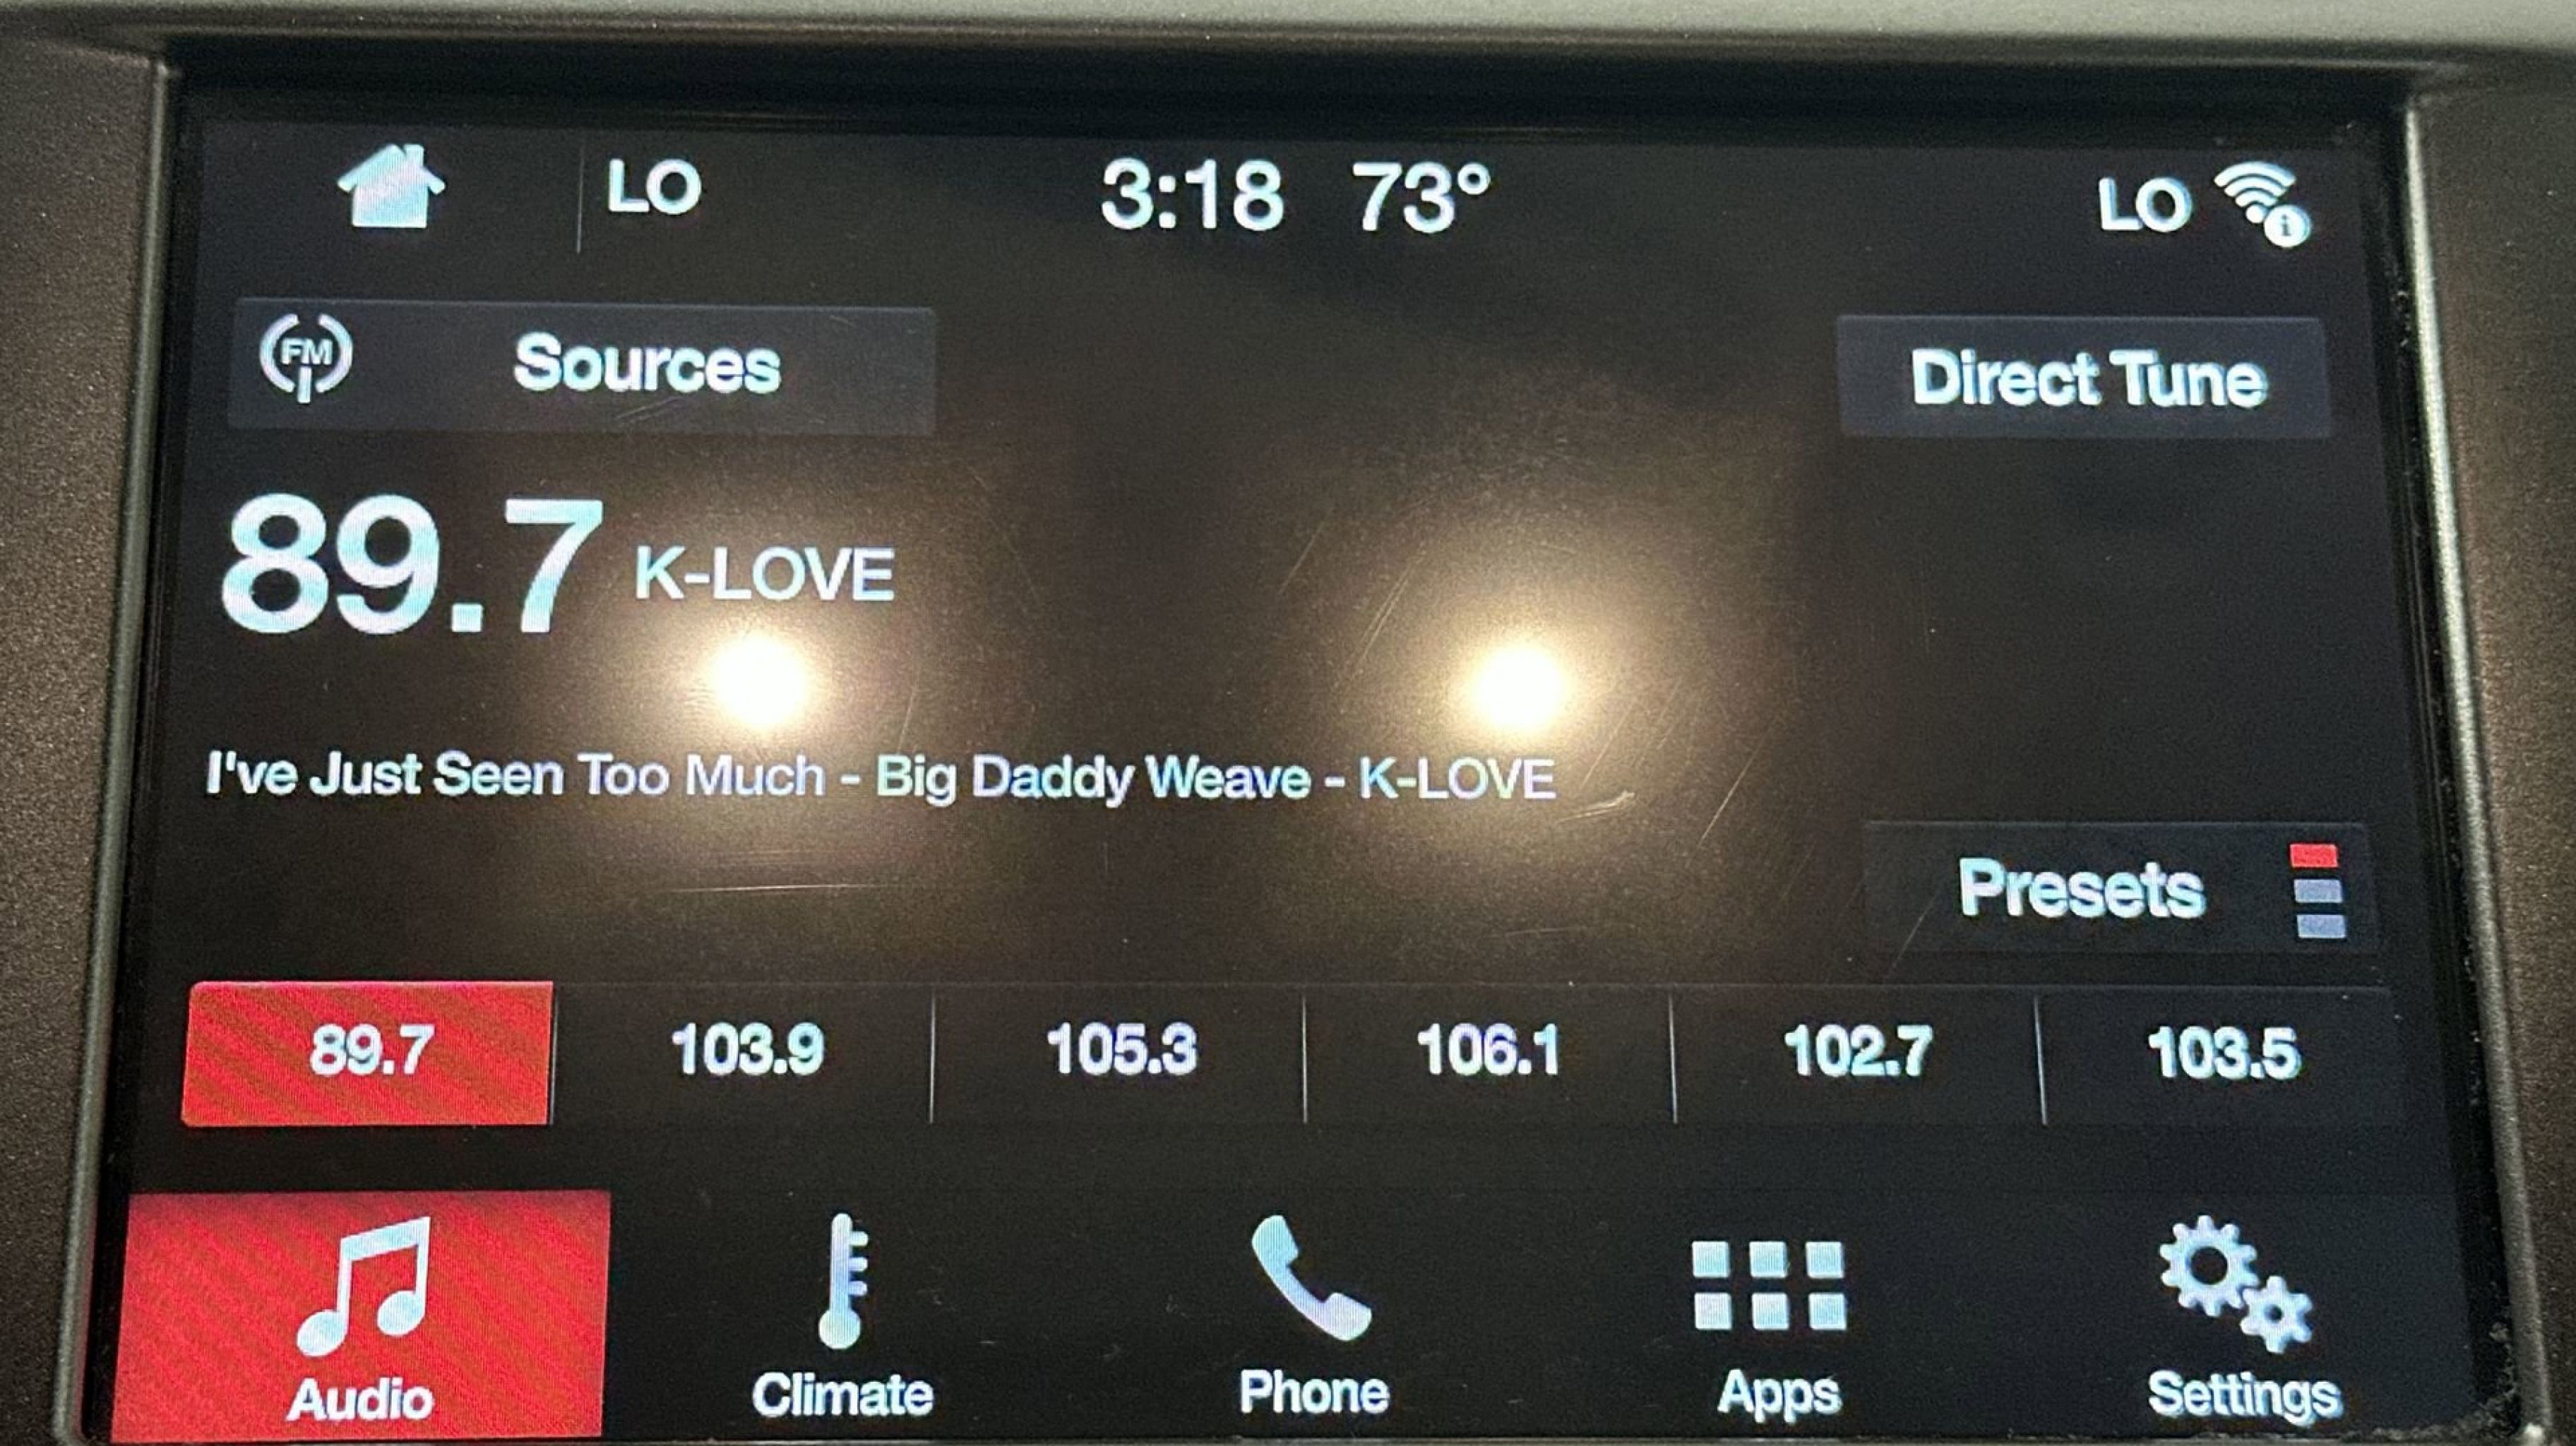 LO 3:18 73° LO
FM Sources Direct Tune
89.7 K-LOVE
I've Just Seen Too Much - Big Daddy Weave - K-LOVE
Presets
89.7 103.9 105.3 106.1 102.7 103.5
Audio Climate Phone Apps Settings